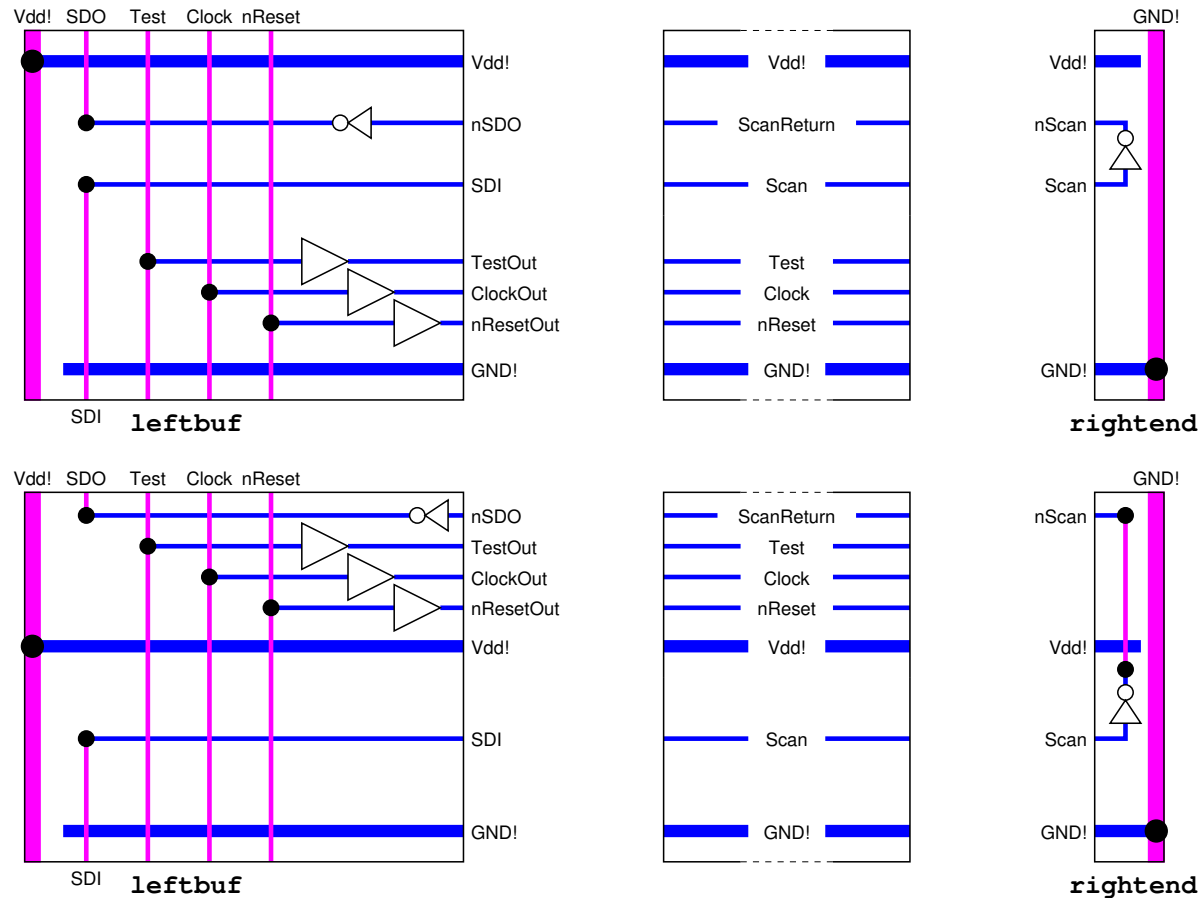 Vdd! SDO Test Clock nReset GND!
Vdd! Vdd! Vdd!
nSDO ScanReturn nScan
SDI Scan Scan
TestOut Test
ClockOut Clock
nResetOut nReset
GND! GND! GND!
SDI leftbuf rightend
Vdd! SDO Test Clock nReset GND!
nSDO ScanReturn nScan
TestOut Test
ClockOut Clock
nResetOut nReset
Vdd! Vdd! Vdd!
SDI Scan Scan
GND! GND! GND!
SDI leftbuf rightend